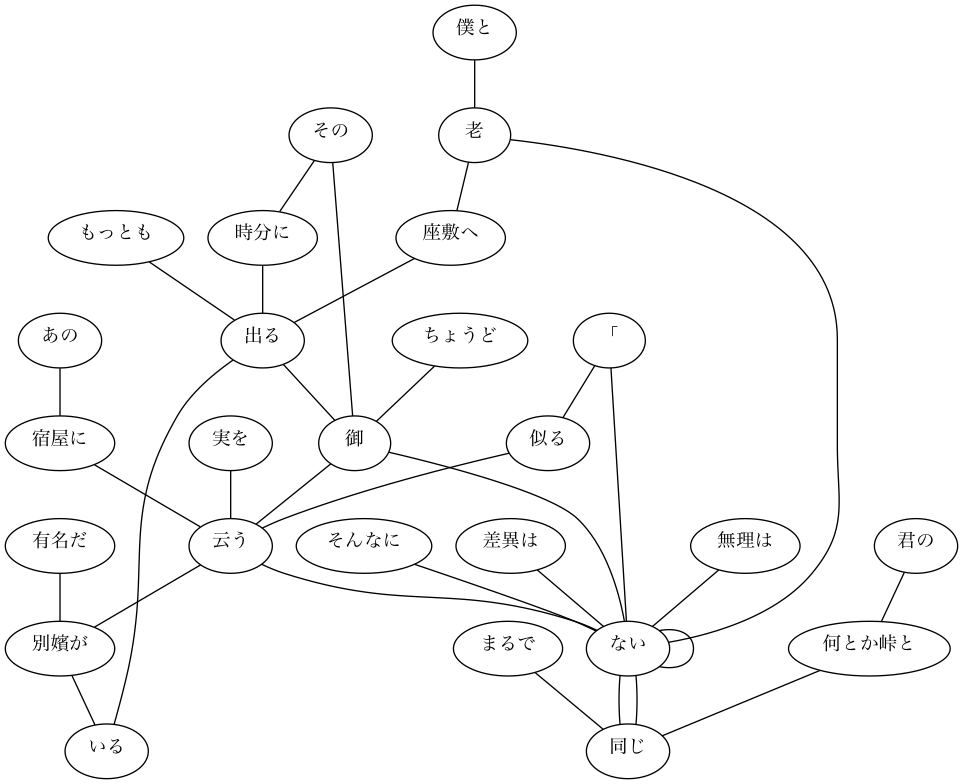 僕と
その
老
もっとも
時分に
座敷へ
あの
出る
ちょうど
「
宿屋に
実を
御
似る
有名だ
云う
そんなに
差異は
無理は
君の
別嬪が
まるで
ない
何とか峠と
いる
同じ